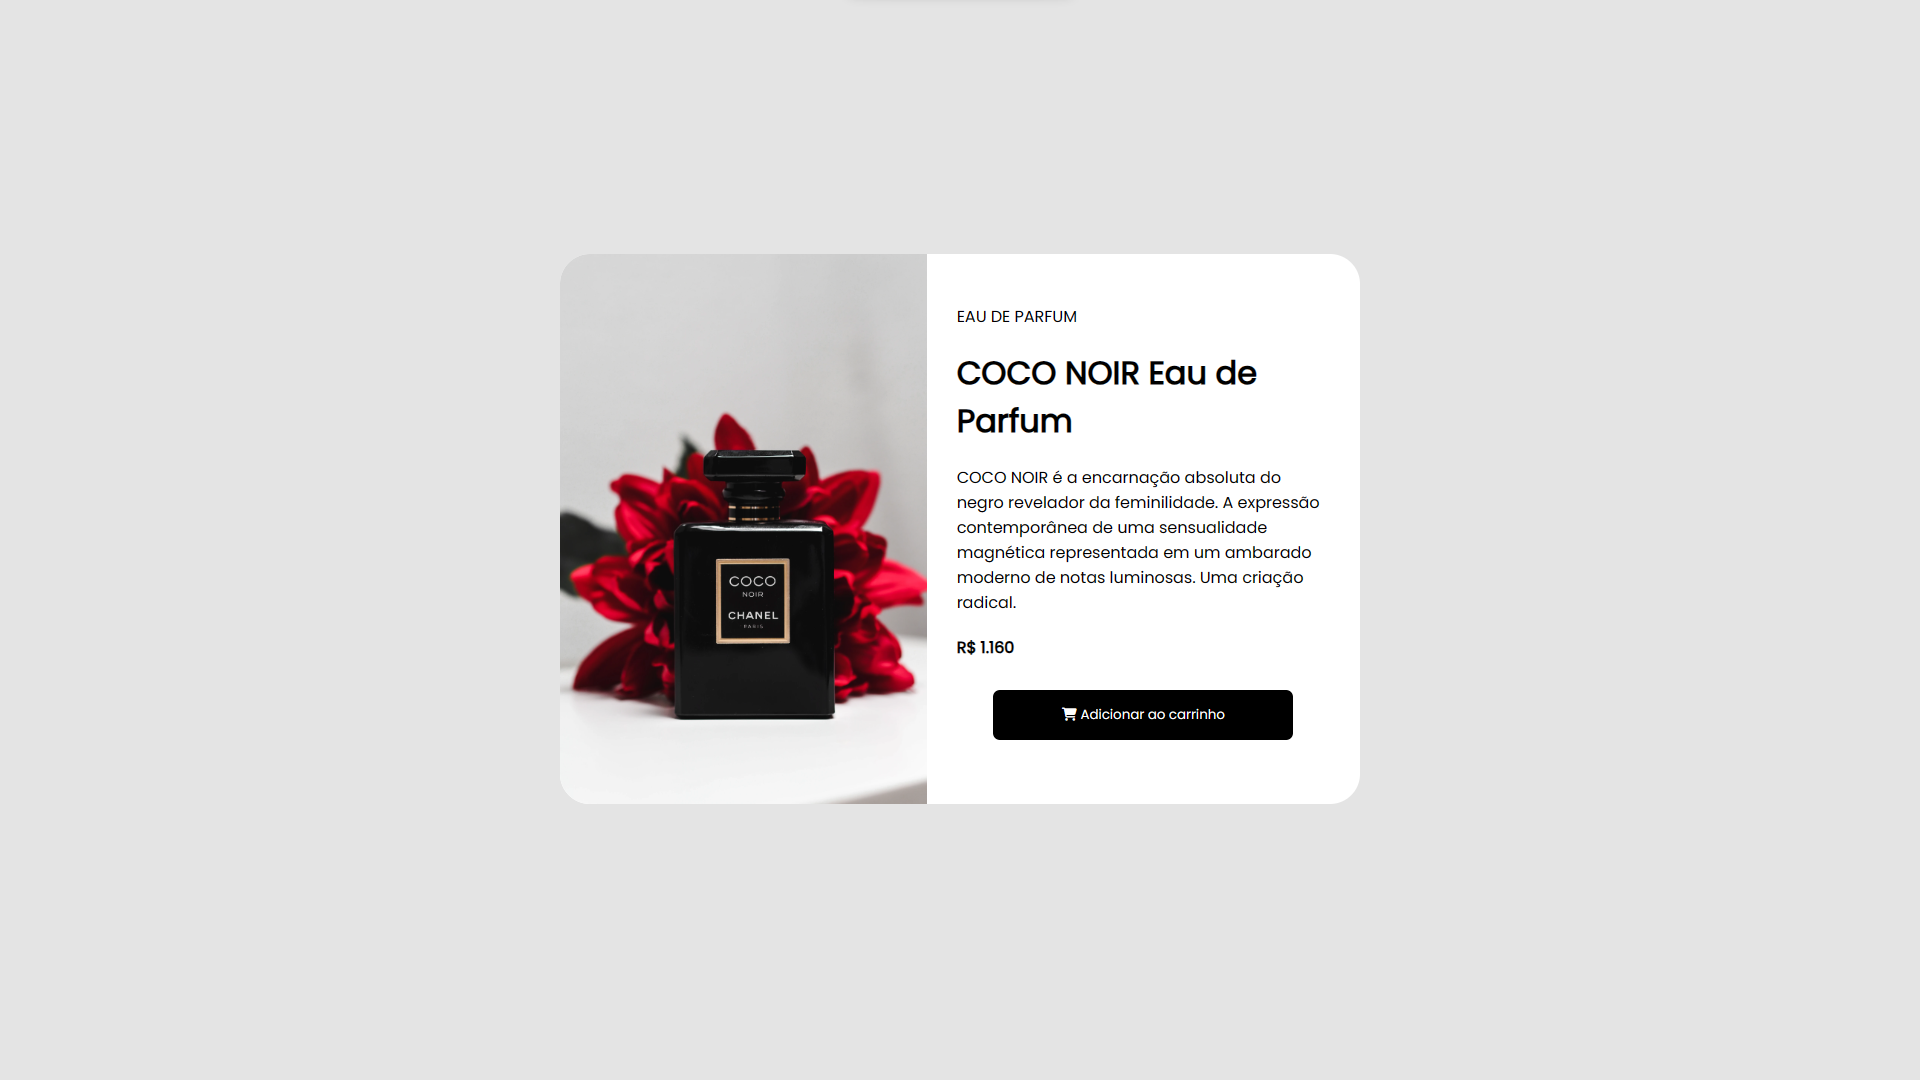 EAU DE PARFUM
COCO NOIR Eau de
Parfum
COCO NOIR é a encarnação absoluta do
negro revelador da feminilidade. A expressão
contemporânea de uma sensualidade
magnética representada em um ambarado
moderno de notas luminosas. Uma criação
radical.
R$ 1.160
Adicionar ao carrinho
COCO
NOIR
CHANEL
PARIS